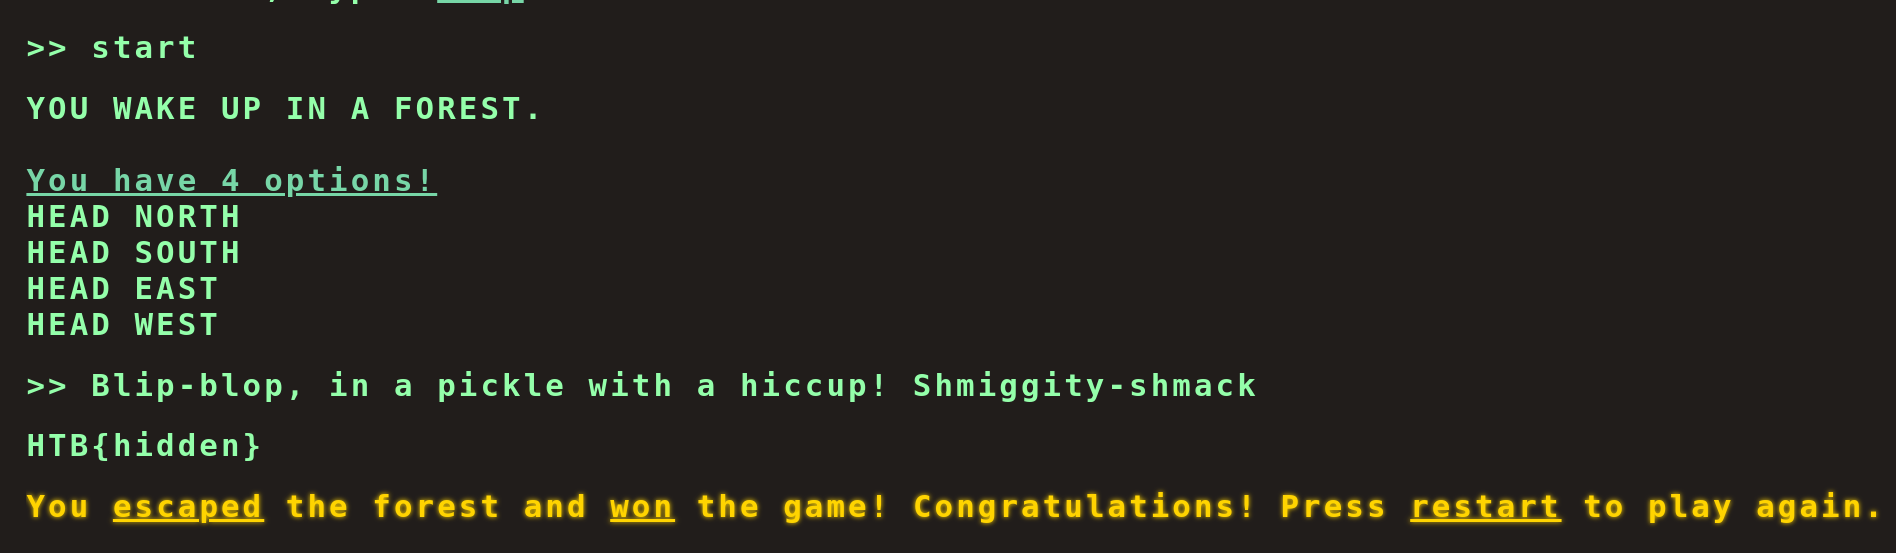 >> start
YOU WAKE UP IN A FOREST.
You have 4 options!
HEAD NORTH
HEAD SOUTH
HEAD EAST
HEAD WEST
>> Blip-blop, in a pickle with a hiccup! Shmiggity-shmack
HTB{hidden}
You escaped the forest and won the game! Congratulations! Press restart to play again.